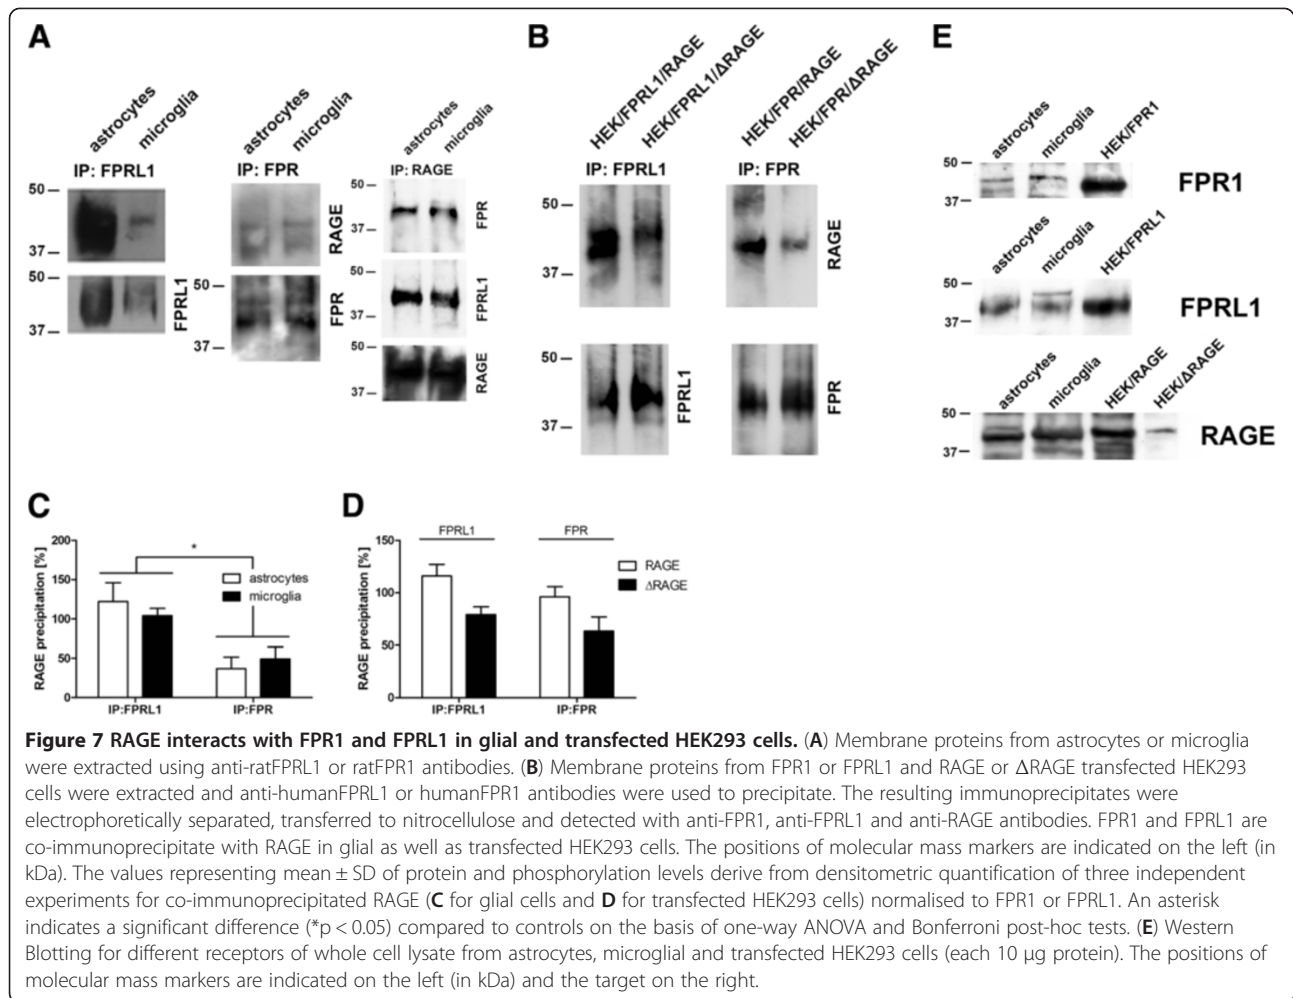 A
astrocytes
microglia
IP: FPRL1
50
37
50
37
FPRL1
astrocytes
microglia
IP: FPR
RAGE
50
37
FPR
astrocytes
microglia
IP: RAGE
50
37
FPR
50
37
FPRL1
50
37
RAGE
B
HEK/FPRL1/RAGE
HEK/FPRL1/ΔRAGE
IP: FPRL1
50
37
50
37
FPRL1
HEK/FPR/RAGE
HEK/FPR/ΔRAGE
IP: FPR
RAGE
FPR
E
astrocytes
microglia
HEK/FPR1
50
37
FPR1
astrocytes
microglia
HEK/FPRL1
50
37
FPRL1
astrocytes
microglia
HEK/RAGE
HEK/ΔRAGE
50
37
RAGE
C
RAGE precipitation [%]
200
150
100
50
0
*
astrocytes
microglia
IP:FPRL1
IP:FPR
D
RAGE precipitation [%]
150
100
50
0
FPRL1
FPR
RAGE
ΔRAGE
IP:FPRL1
IP:FPR
Figure 7 RAGE interacts with FPR1 and FPRL1 in glial and transfected HEK293 cells. (A) Membrane proteins from astrocytes or microglia
were extracted using anti-ratFPRL1 or ratFPR1 antibodies. (B) Membrane proteins from FPR1 or FPRL1 and RAGE or ΔRAGE transfected HEK293
cells were extracted and anti-humanFPRL1 or humanFPR1 antibodies were used to precipitate. The resulting immunoprecipitates were
electrophoretically separated, transferred to nitrocellulose and detected with anti-FPR1, anti-FPRL1 and anti-RAGE antibodies. FPR1 and FPRL1 are
co-immunoprecipitate with RAGE in glial as well as transfected HEK293 cells. The positions of molecular mass markers are indicated on the left (in
kDa). The values representing mean ± SD of protein and phosphorylation levels derive from densitometric quantification of three independent
experiments for co-immunoprecipitated RAGE (C for glial cells and D for transfected HEK293 cells) normalised to FPR1 or FPRL1. An asterisk
indicates a significant difference (*p < 0.05) compared to controls on the basis of one-way ANOVA and Bonferroni post-hoc tests. (E) Western
Blotting for different receptors of whole cell lysate from astrocytes, microglial and transfected HEK293 cells (each 10 μg protein). The positions of
molecular mass markers are indicated on the left (in kDa) and the target on the right.